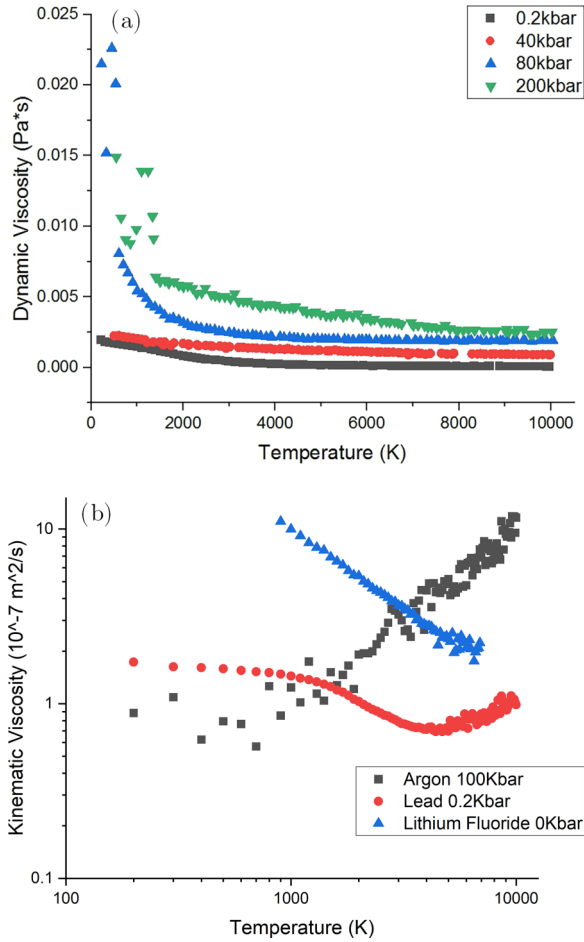 (a)
0.2kbar
40kbar
80kbar
200kbar
0.025
0.020
0.015
0.010
0.005
0.000
Dynamic Viscosity (Pa*s)
0
2000
4000
6000
8000
10000
Temperature (K)
(b)
10
1
0.1
Kinematic Viscosity (10^-7 m^2/s)
Argon 100Kbar
Lead 0.2Kbar
Lithium Fluoride 0Kbar
100
1000
10000
Temperature (K)